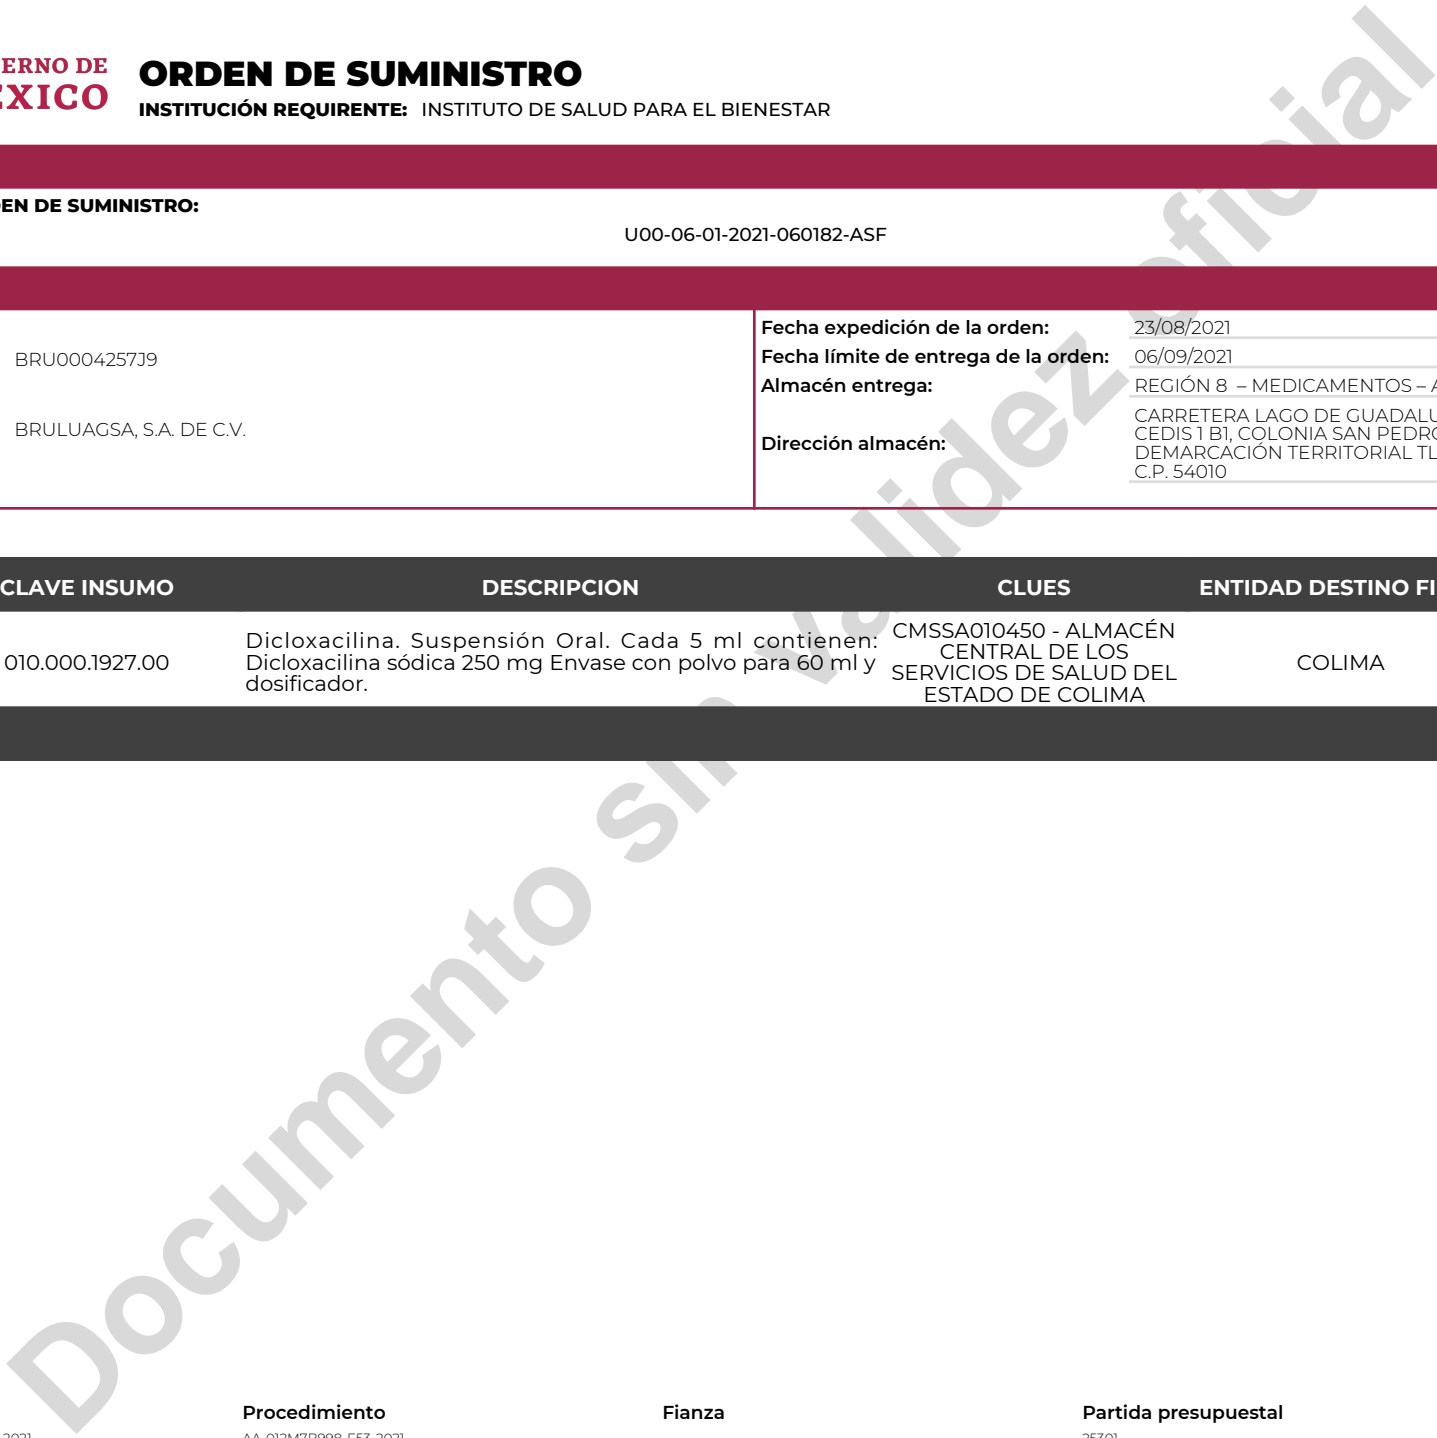 ORDEN DE SUMINISTRO
INSTITUCIÓN REQUIRENTE: INSTITUTO DE SALUD PARA EL BIENESTAR
ERNO DE
EXICO
EN DE SUMINISTRO:
U00-06-01-2021-060182-ASF
BRU0004257J9
BRULUAGSA, S.A. DE C.V.
Fecha expedición de la orden: 23/08/2021
Fecha límite de entrega de la orden: 06/09/2021
Almacén entrega: REGIÓN 8 – MEDICAMENTOS – A
Dirección almacén:
CARRETERA LAGO DE GUADALU
CEDIS 1 B1, COLONIA SAN PEDRO
DEMARCACIÓN TERRITORIAL TL
C.P. 54010
CLAVE INSUMO DESCRIPCION CLUES ENTIDAD DESTINO FI
010.000.1927.00
Dicloxacilina. Suspensión Oral. Cada 5 ml contienen:
Dicloxacilina sódica 250 mg Envase con polvo para 60 ml y
dosificador.
CMSSA010450 - ALMACÉN
CENTRAL DE LOS
SERVICIOS DE SALUD DEL
ESTADO DE COLIMA
COLIMA
Documento sin validez oficial
Procedimiento Fianza Partida presupuestal